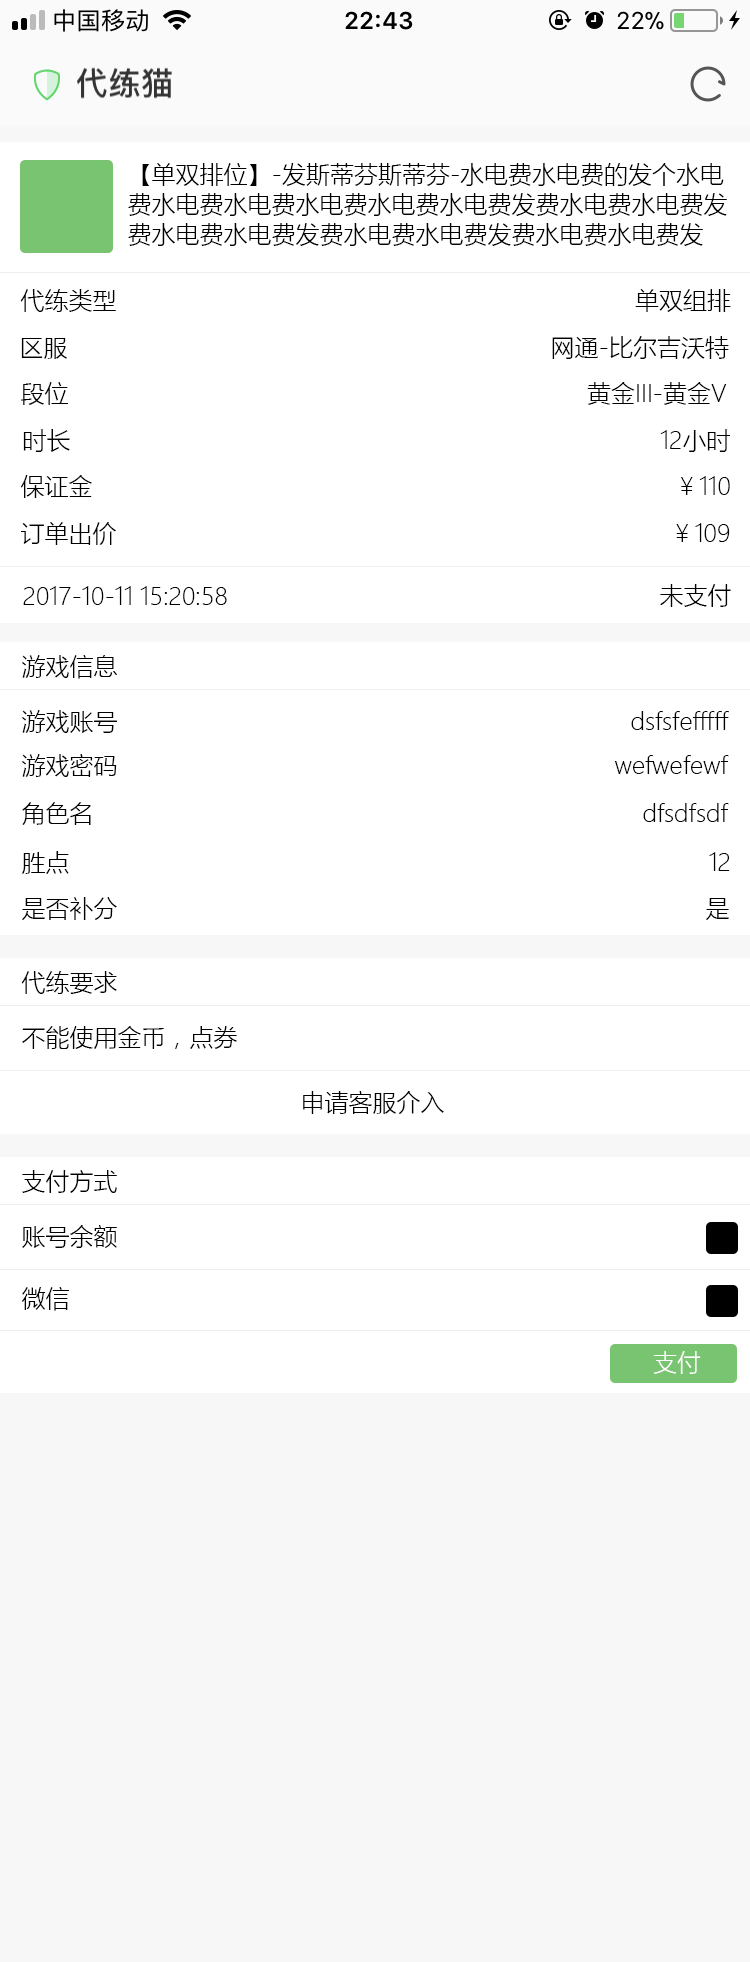 中国移动
22:43
22%
代练猫
【单双排位】-发斯蒂芬斯蒂芬-水电费水电费的发个水电
费水电费水电费水电费水电费水电费发费水电费水电费发
费水电费水电费发费水电费水电费发费水电费水电费发
代练类型 单双组排
区服 网通-比尔吉沃特
段位 黄金III-黄金V
时长 12小时
保证金 ¥ 110
订单出价 ¥ 109
2017-10-11 15:20:58 未支付
游戏信息
游戏账号 dsfsfefffff
游戏密码 wefwefewf
角色名 dfsdfsdf
胜点 12
是否补分 是
代练要求
不能使用金币，点券
申请客服介入
支付方式
账号余额
微信
支付